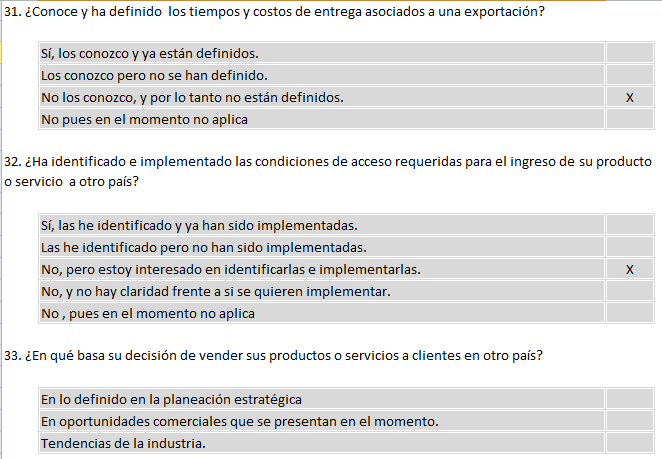 31. ¿Conoce y ha definido  los tiempos y costos de entrega asociados a una exportación?
Sí, los conozco y ya están definidos.
Los conozco pero no se han definido.
No los conozco, y por lo tanto no están definidos. X
No pues en el momento no aplica
32. ¿Ha identificado e implementado las condiciones de acceso requeridas para el ingreso de su producto
o servicio  a otro país?
Sí, las he identificado y ya han sido implementadas.
Las he identificado pero no han sido implementadas.
No, pero estoy interesado en identificarlas e implementarlas. X
No, y no hay claridad frente a si se quieren implementar.
No , pues en el momento no aplica
33. ¿En qué basa su decisión de vender sus productos o servicios a clientes en otro país?
En lo definido en la planeación estratégica
En oportunidades comerciales que se presentan en el momento.
Tendencias de la industria.